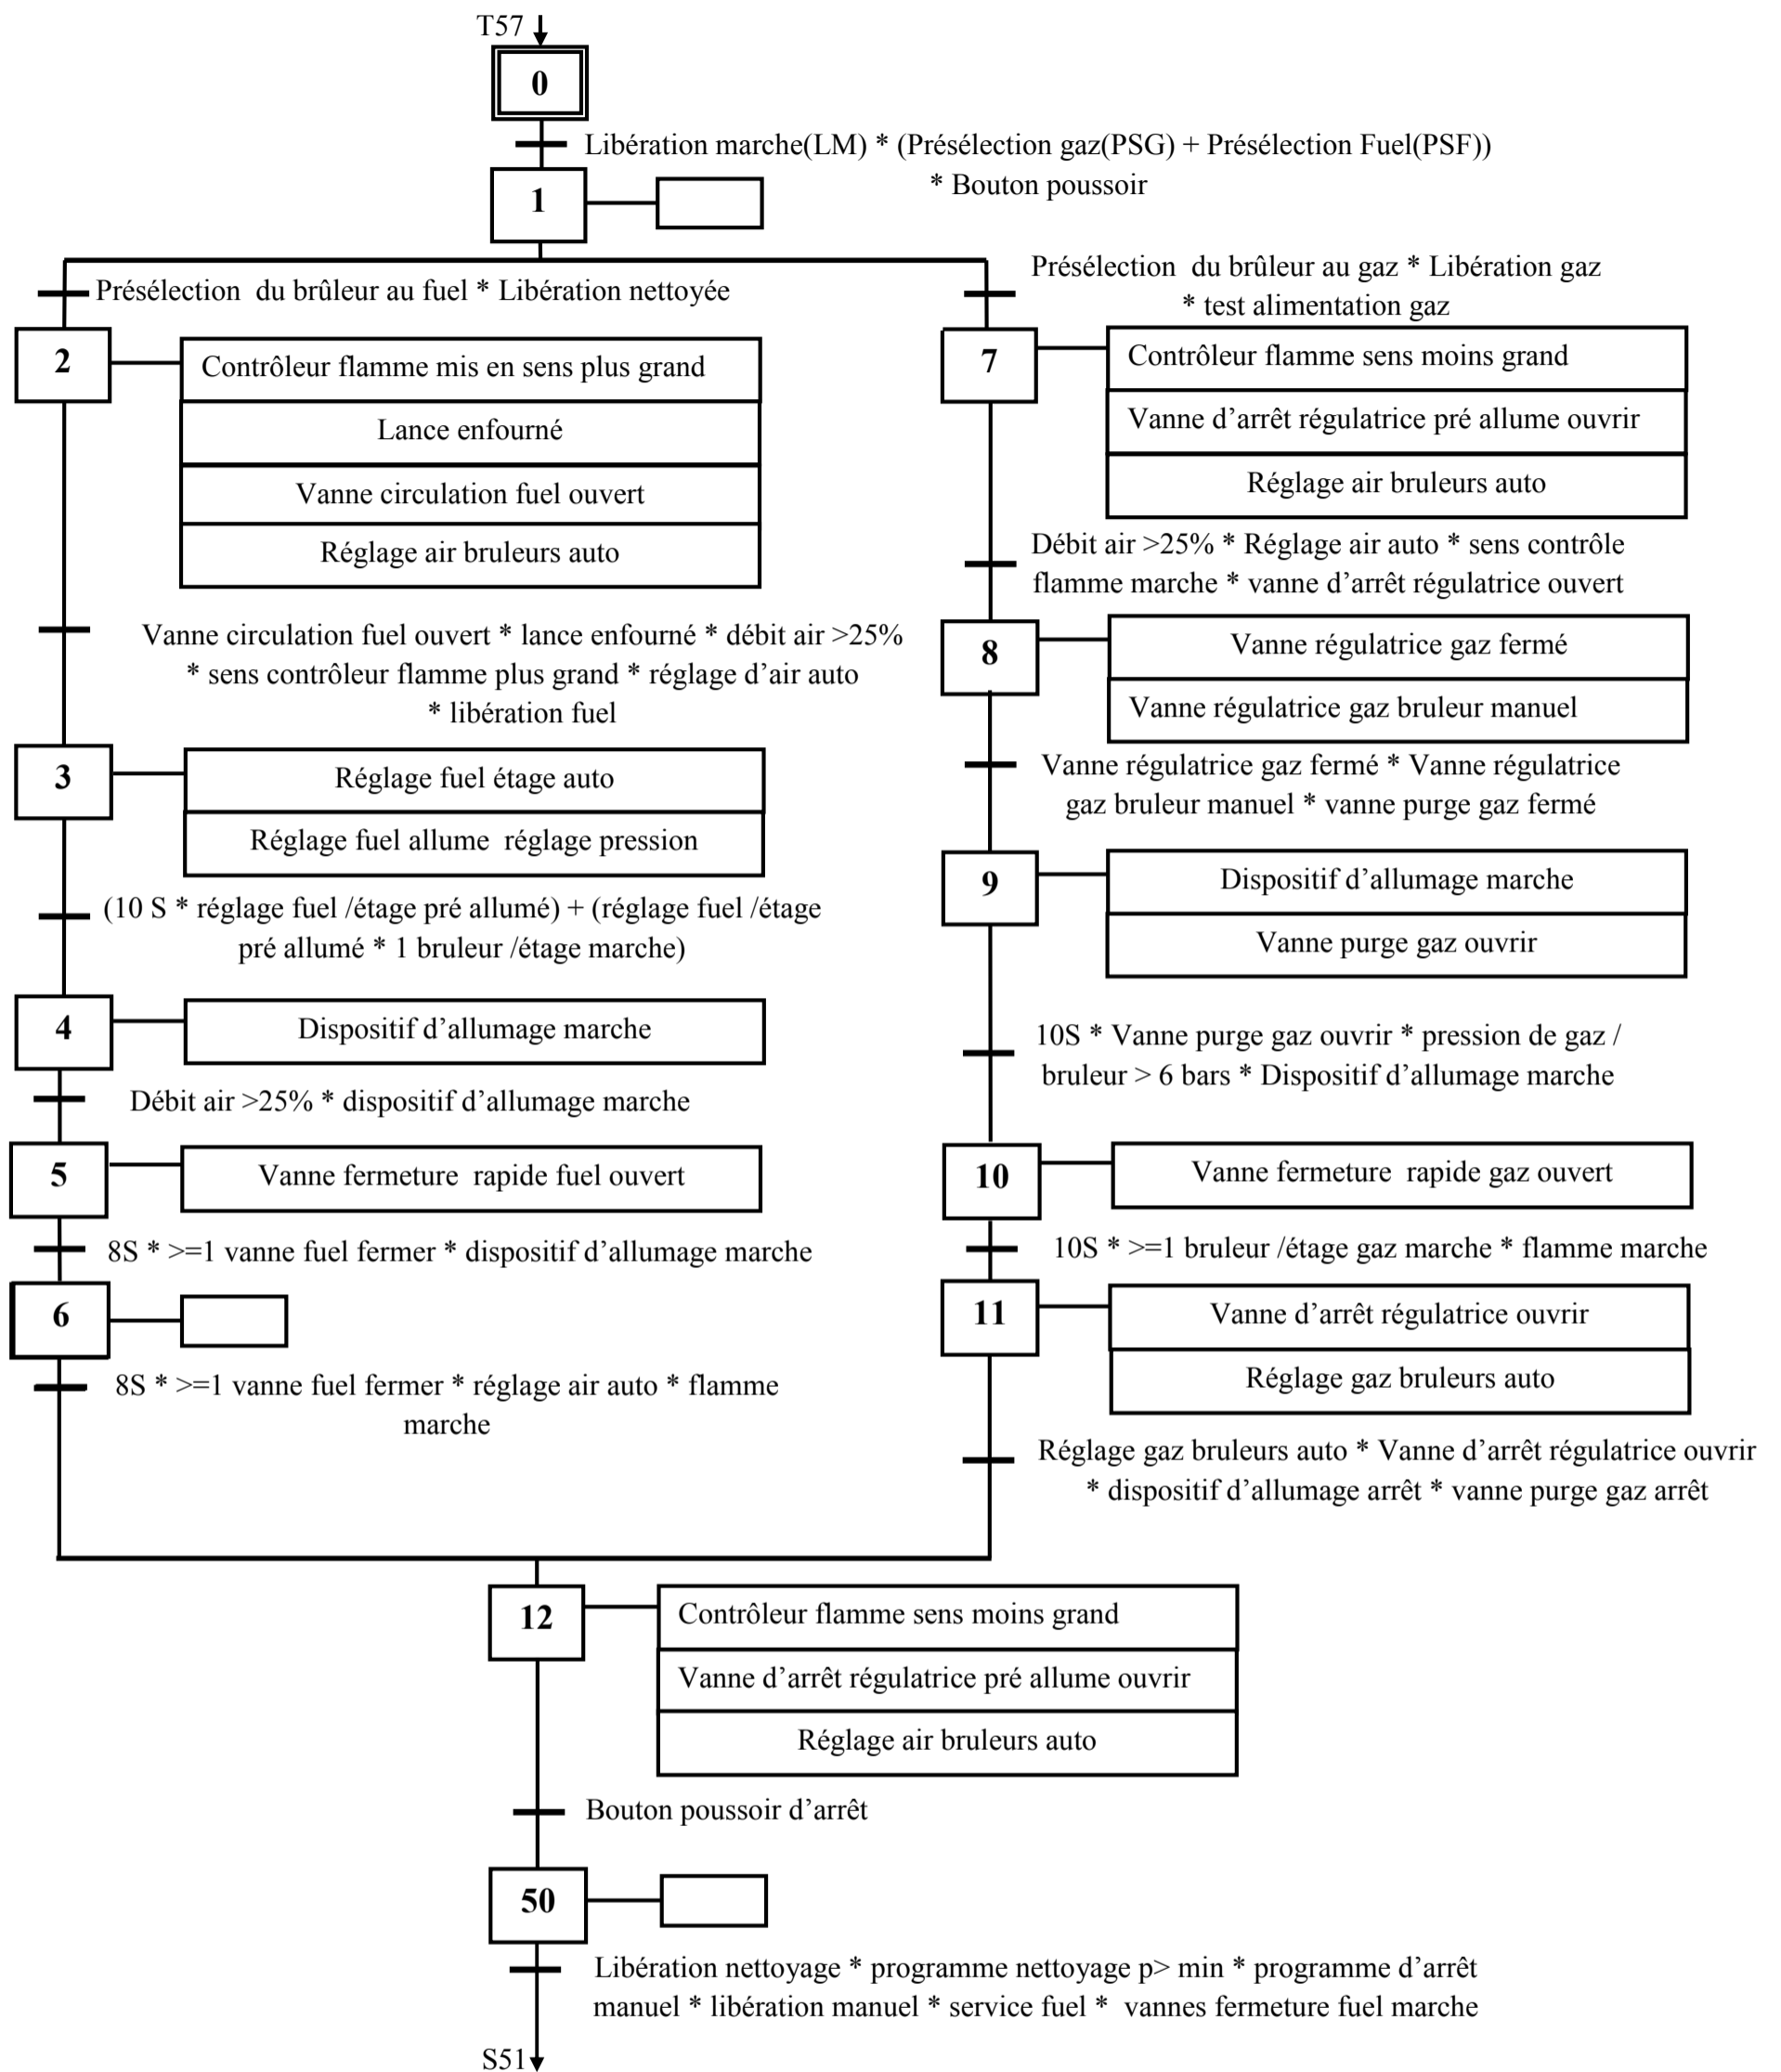 T57
0
Libération marche(LM) * (Présélection gaz(PSG) + Présélection Fuel(PSF))
* Bouton poussoir
1
Présélection du brûleur au fuel * Libération nettoyée
2
Contrôleur flamme mis en sens plus grand
Lance enfourné
Vanne circulation fuel ouvert
Réglage air bruleurs auto
Vanne circulation fuel ouvert * lance enfourné * débit air >25%
* sens contrôleur flamme plus grand * réglage d'air auto
* libération fuel
3
Réglage fuel étage auto
Réglage fuel allume réglage pression
(10 S * réglage fuel /étage pré allumé) + (réglage fuel /étage
pré allumé * 1 bruleur /étage marche)
4
Dispositif d'allumage marche
Débit air >25% * dispositif d'allumage marche
5
Vanne fermeture rapide fuel ouvert
8S * >=1 vanne fuel fermer * dispositif d'allumage marche
6
8S * >=1 vanne fuel fermer * réglage air auto * flamme
marche
Présélection du brûleur au gaz * Libération gaz
* test alimentation gaz
7
Contrôleur flamme sens moins grand
Vanne d'arrêt régulatrice pré allume ouvrir
Réglage air bruleurs auto
Débit air >25% * Réglage air auto * sens contrôle
flamme marche * vanne d'arrêt régulatrice ouvert
8
Vanne régulatrice gaz fermé
Vanne régulatrice gaz bruleur manuel
Vanne régulatrice gaz fermé * Vanne régulatrice
gaz bruleur manuel * vanne purge gaz fermé
9
Dispositif d'allumage marche
Vanne purge gaz ouvrir
10S * Vanne purge gaz ouvrir * pression de gaz /
bruleur > 6 bars * Dispositif d'allumage marche
10
Vanne fermeture rapide gaz ouvert
10S * >=1 bruleur /étage gaz marche * flamme marche
11
Vanne d'arrêt régulatrice ouvrir
Réglage gaz bruleurs auto
Réglage gaz bruleurs auto * Vanne d'arrêt régulatrice ouvrir
* dispositif d'allumage arrêt * vanne purge gaz arrêt
12
Contrôleur flamme sens moins grand
Vanne d'arrêt régulatrice pré allume ouvrir
Réglage air bruleurs auto
Bouton poussoir d'arrêt
50
Libération nettoyage * programme nettoyage p> min * programme d'arrêt
manuel * libération manuel * service fuel * vannes fermeture fuel marche
S51